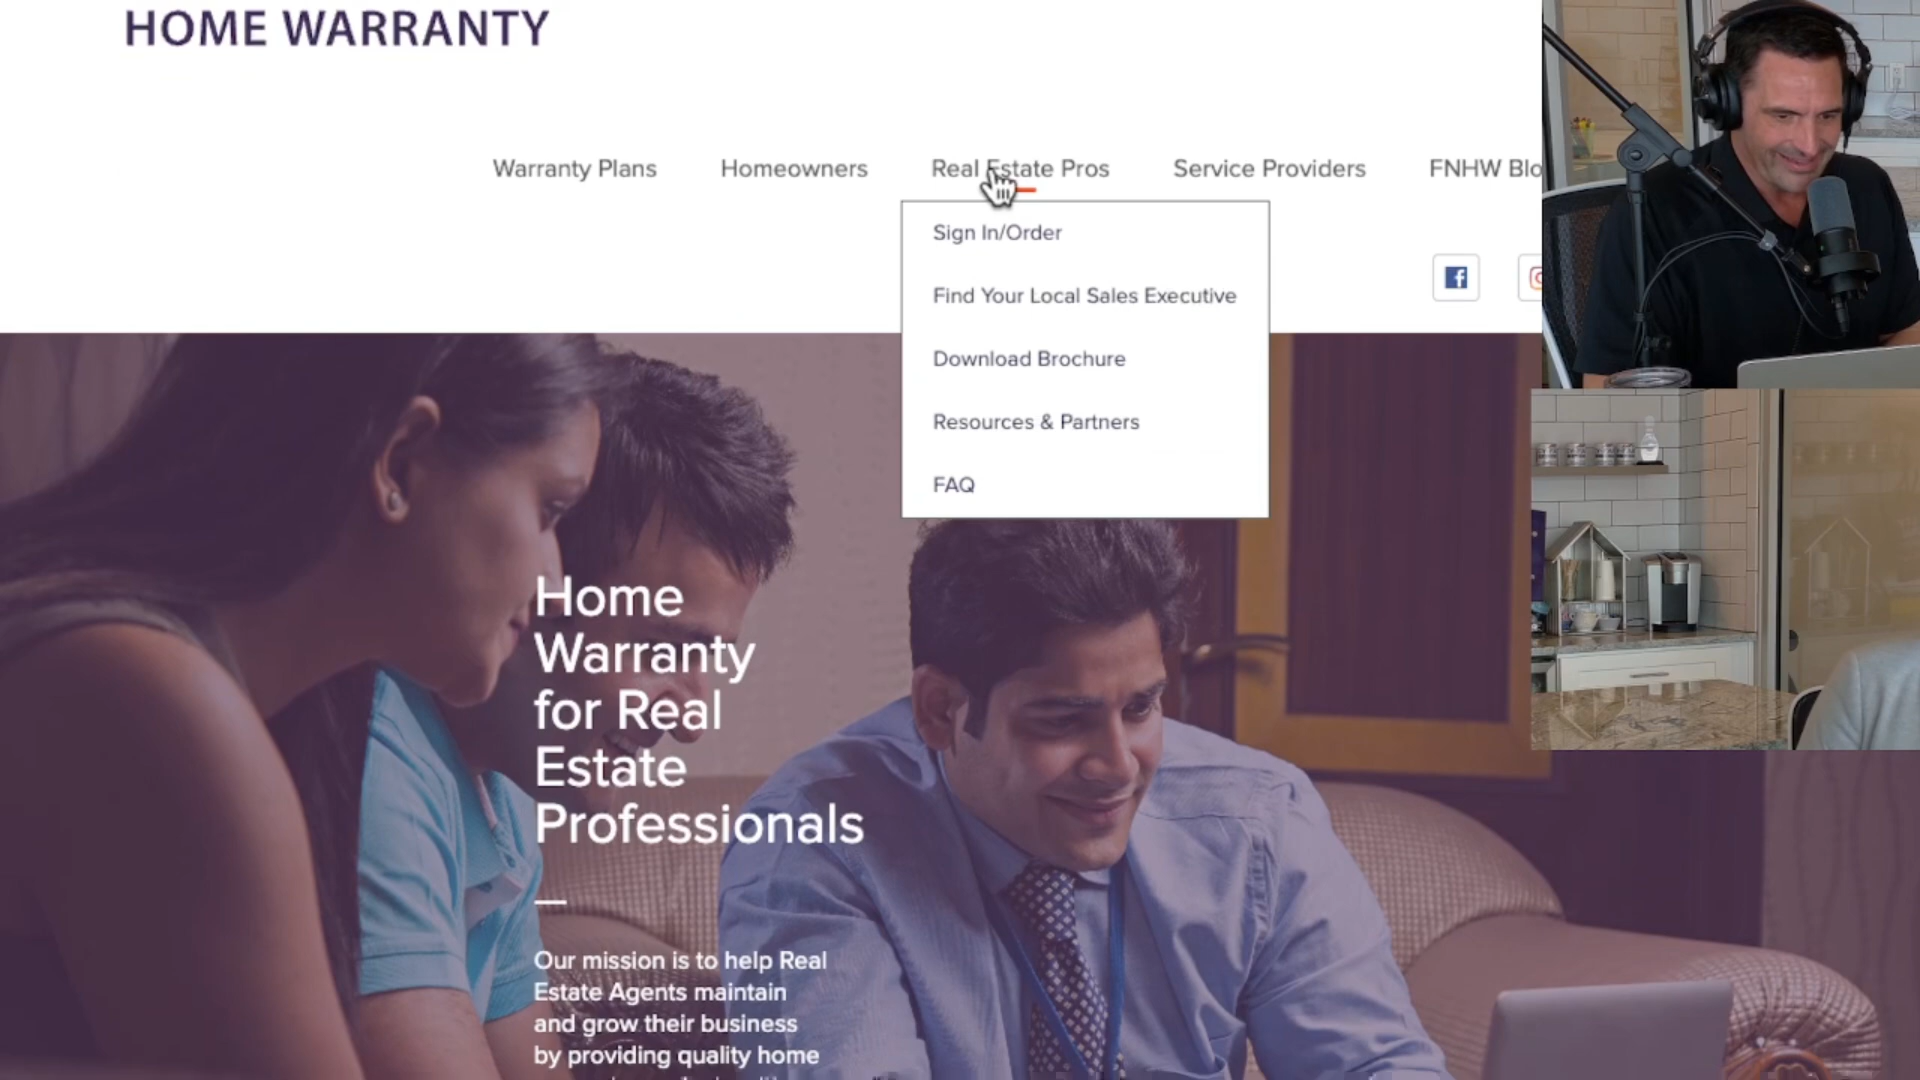 HOME WARRANTY
Warranty Plans Homeowners Real Estate Pros Service Providers FNHW Blo
Sign In/Order
Find Your Local Sales Executive
Download Brochure
Resources & Partners
FAQ
Home
Warranty
for Real
Estate
Professionals
Our mission is to help Real
Estate Agents maintain
and grow their business
by providing quality home